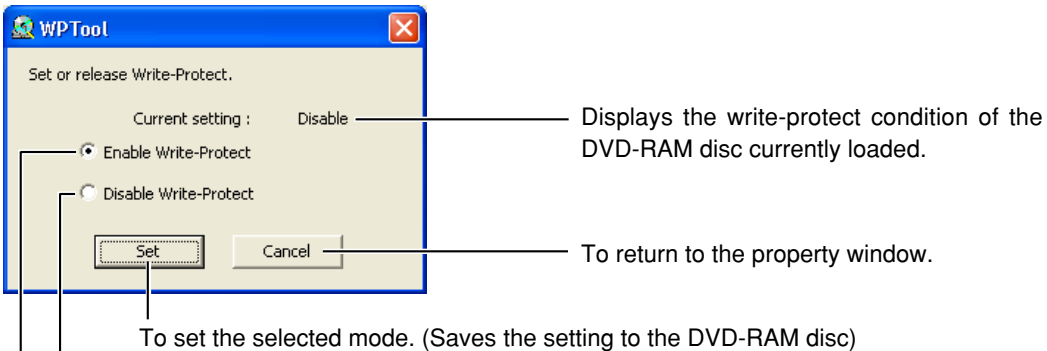 WPTool
Set or release Write-Protect.
Current setting : Disable
Displays the write-protect condition of the
DVD-RAM disc currently loaded.
Enable Write-Protect
Disable Write-Protect
Set
Cancel
To return to the property window.
To set the selected mode. (Saves the setting to the DVD-RAM disc)